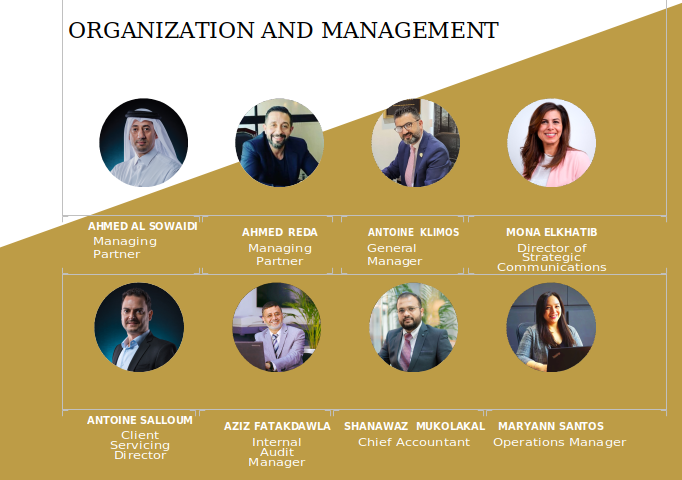 ORGANIZATION AND MANAGEMENT
AHMED AL SOWAIDI
Managing
Partner
AHMED REDA
Managing
Partner
ANTOINE KLIMOS
General
Manager
MONA ELKHATIB
Director of
Strategic
Communications
ANTOINE SALLOUM
Client
Servicing
Director
AZIZ FATAKDAWLA
Internal
Audit
Manager
SHANAWAZ MUKOLAKAL
Chief Accountant
MARYANN SANTOS
Operations Manager